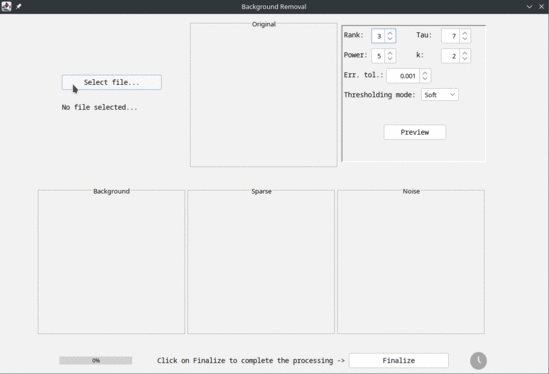 Background Removal
Original
Rank: 3 Tau: 7
Power: 5 k: 2
Err. tol.: 0.001
Thresholding mode: Soft
Select file...
No file selected...
Preview
Background Sparse Noise
0% Click on Finalize to complete the processing -> Finalize